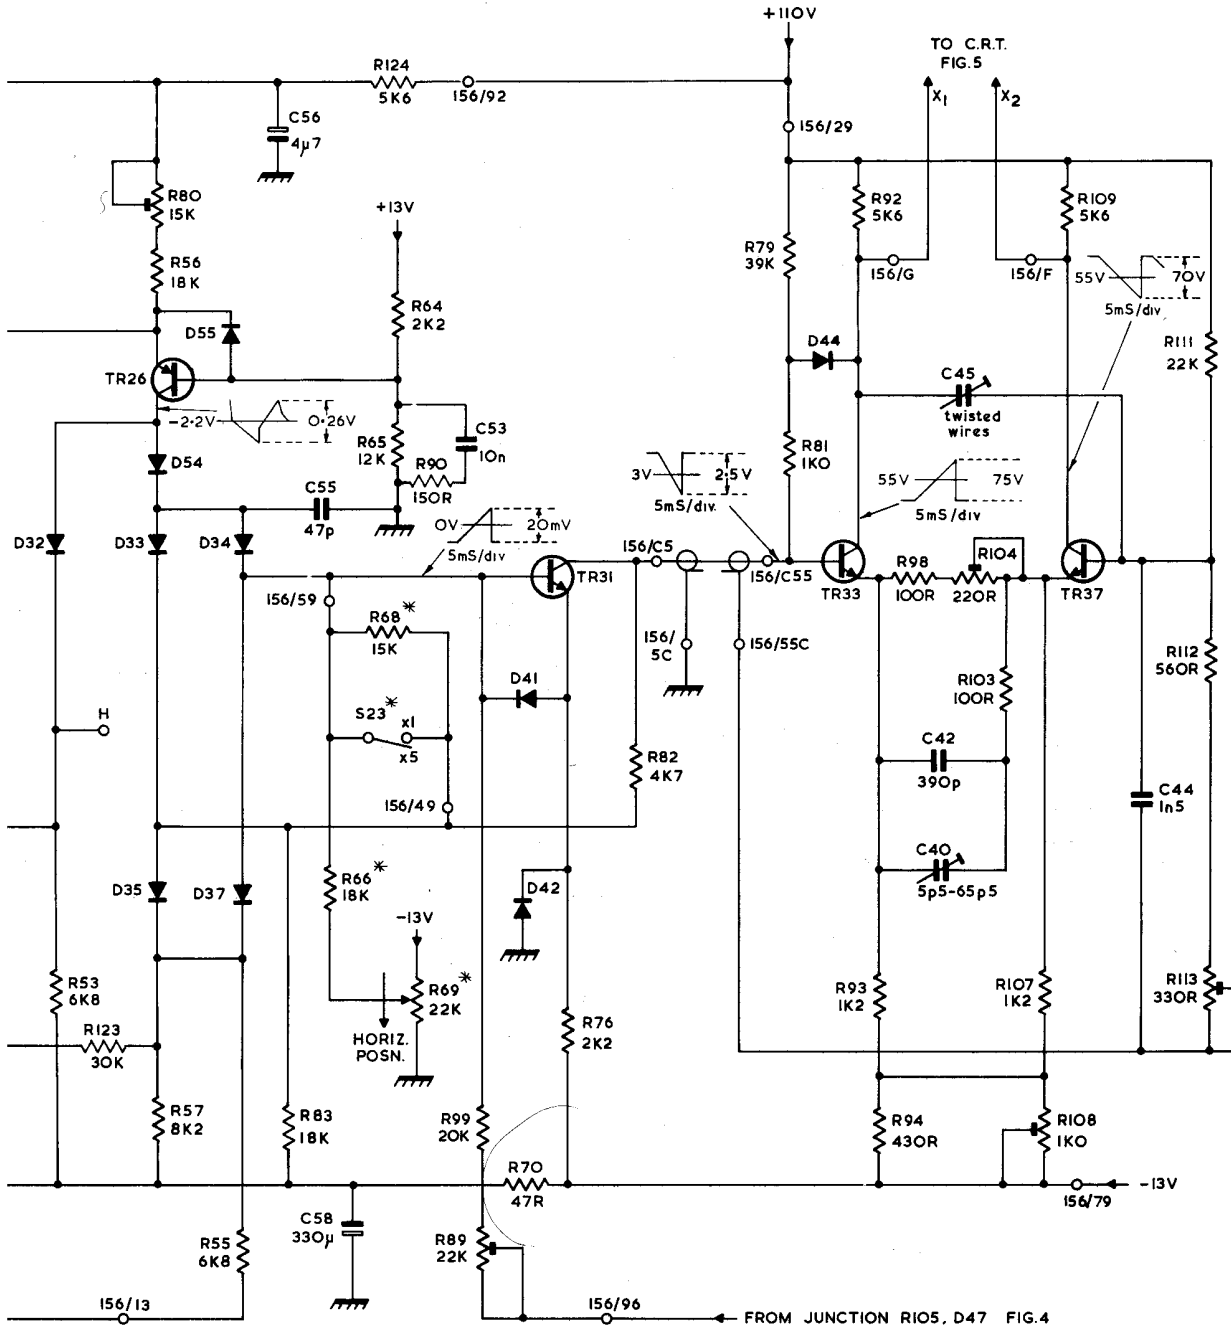 +110V
TO C.R.T.
FIG.5
X1
X2
R124
5K6
156/92
C56
4µ7
156/29
R80
15K
+13V
R92
5K6
R109
5K6
R79
39K
R56
18K
156/G
156/F
55V
70V
5mS/div
R64
2K2
D55
D44
R111
22K
TR26
C45
twisted
wires
-2·2V
0·26V
R65
12K
C53
10n
R81
1K0
D54
R90
150R
3V
2·5V
5mS/div.
55V
75V
5mS/div
C55
47p
0V
20mV
5mS/div
D32
D33
D34
156/C5
156/C55
R98
100R
R104
220R
TR31
TR33
TR37
156/59
R68*
15K
156/
5C
156/55C
R112
560R
D41
R103
100R
S23*
x1
x5
H
R82
4K7
C42
390p
C44
1n5
156/49
C40
5p5-65p5
D35
D37
R66*
18K
D42
-13V
R53
6K8
R69*
22K
R93
1K2
R107
1K2
R113
330R
R123
30K
HORIZ.
POSN.
R76
2K2
R57
8K2
R83
18K
R99
20K
R94
430R
R108
1K0
R70
47R
-13V
156/79
C58
330µ
R55
6K8
R89
22K
156/13
156/96
FROM JUNCTION R105, D47 FIG.4